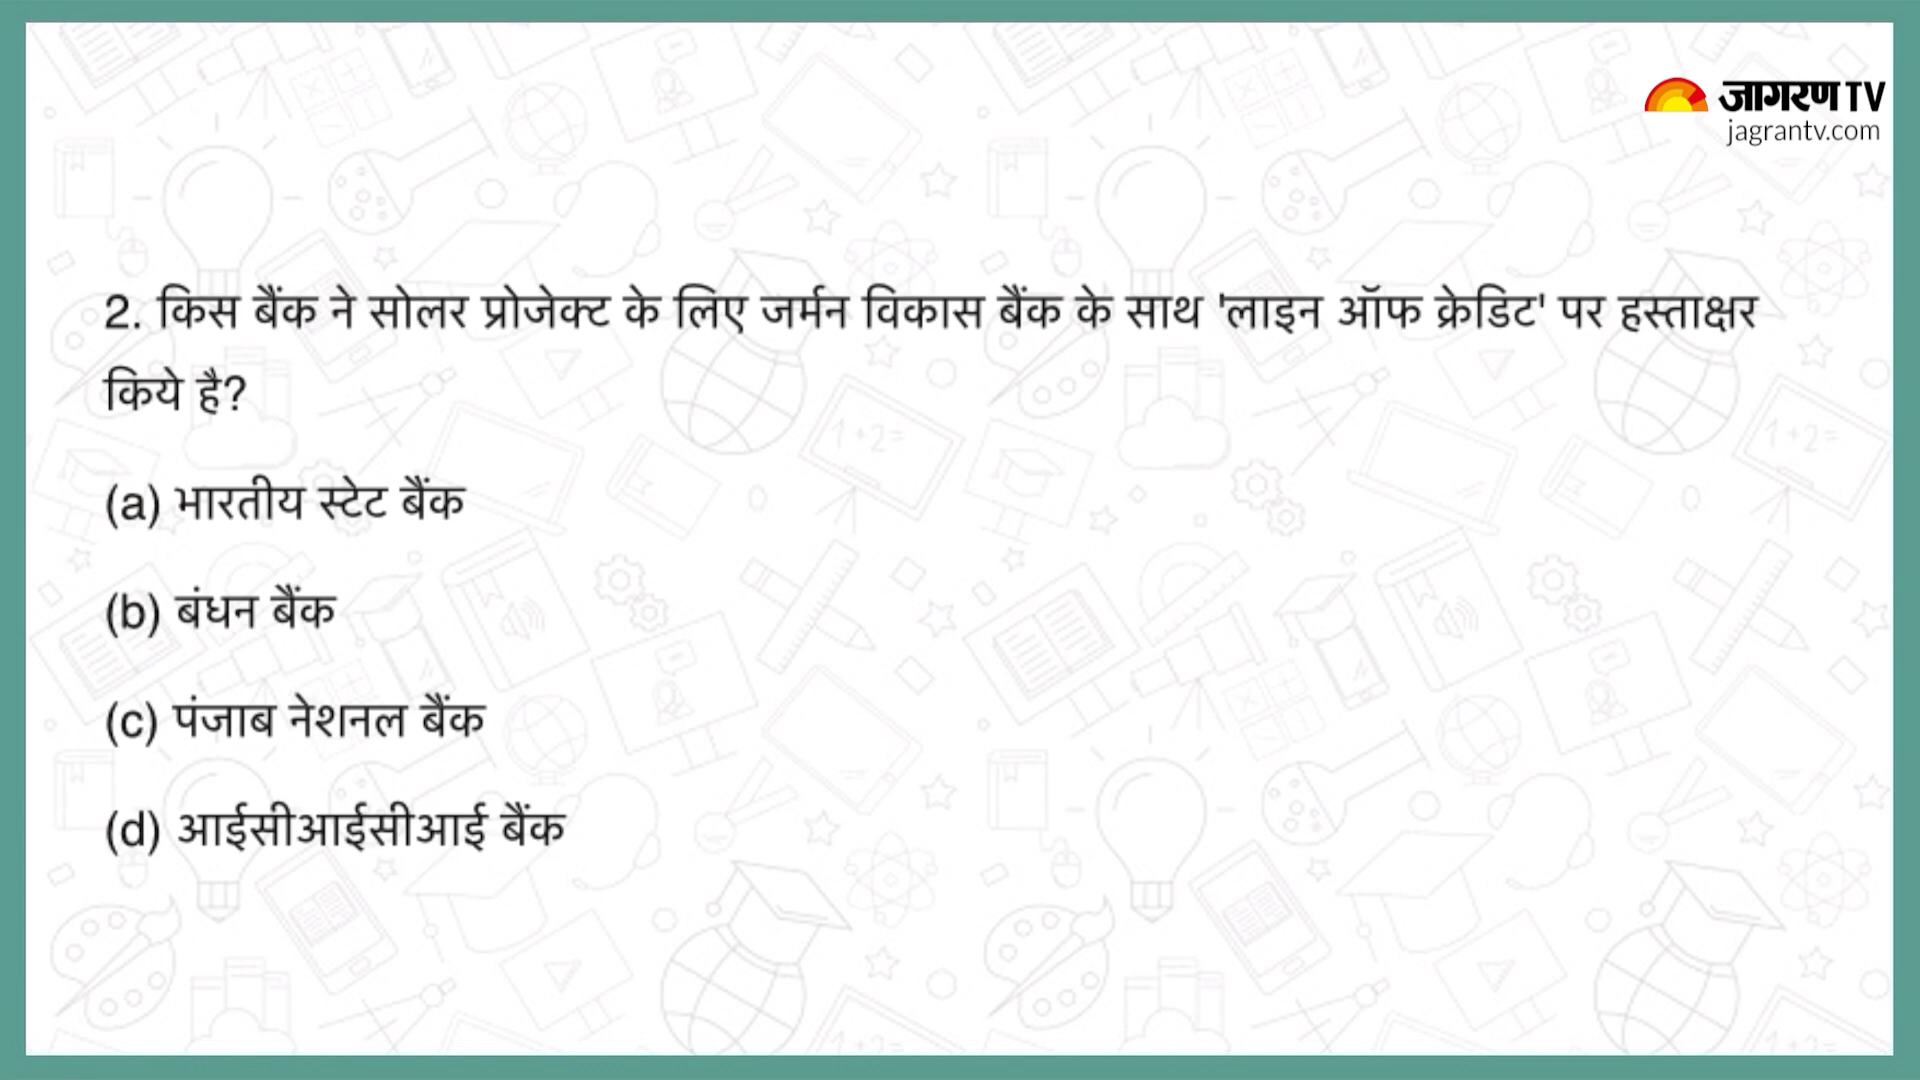 जागरण TV
jagrantv.com
2. किस बैंक ने सोलर प्रोजेक्ट के लिए जर्मन विकास बैंक के साथ 'लाइन ऑफ क्रेडिट' पर हस्ताक्षर
किये है?
(a) भारतीय स्टेट बैंक
(b) बंधन बैंक
(c) पंजाब नेशनल बैंक
(d) आईसीआईसीआई बैंक